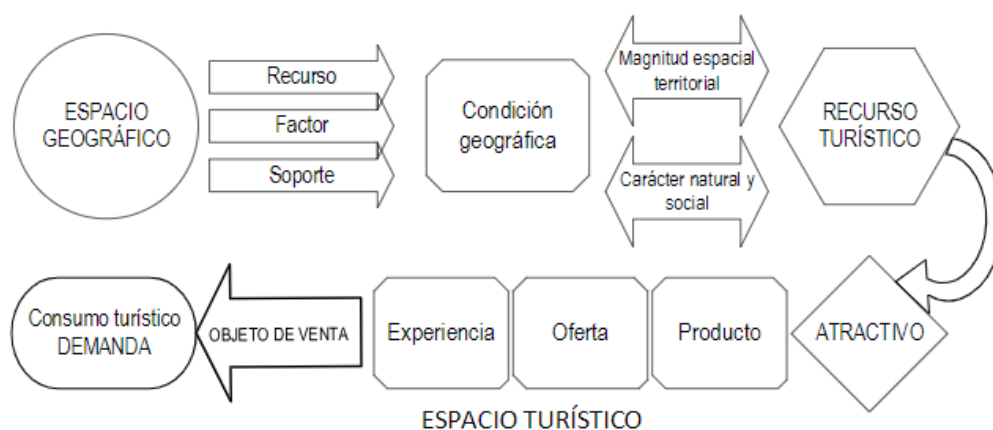 ESPACIO
GEOGRÁFICO
Recurso
Factor
Soporte
Condición
geográfica
Magnitud espacial
territorial
Carácter natural y
social
RECURSO
TURÍSTICO
ATRACTIVO
Producto
Oferta
Experiencia
OBJETO DE VENTA
Consumo turístico
DEMANDA
ESPACIO TURÍSTICO